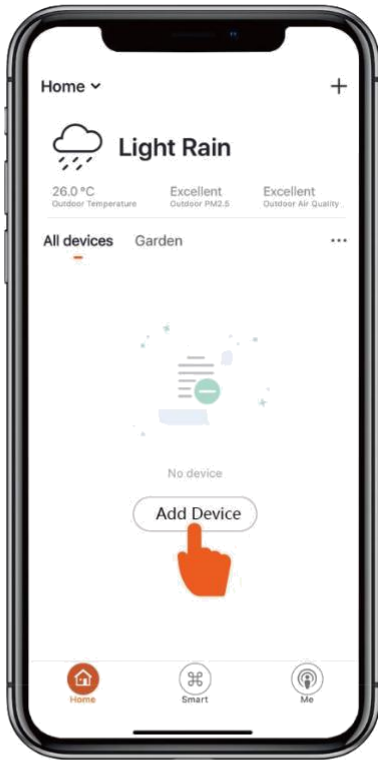 Home
Light Rain
26.0 °C Excellent Excellent
Outdoor Temperature Outdoor PM2.5 Outdoor Air Quality
All devices Garden
No device
Add Device
Home Smart Me